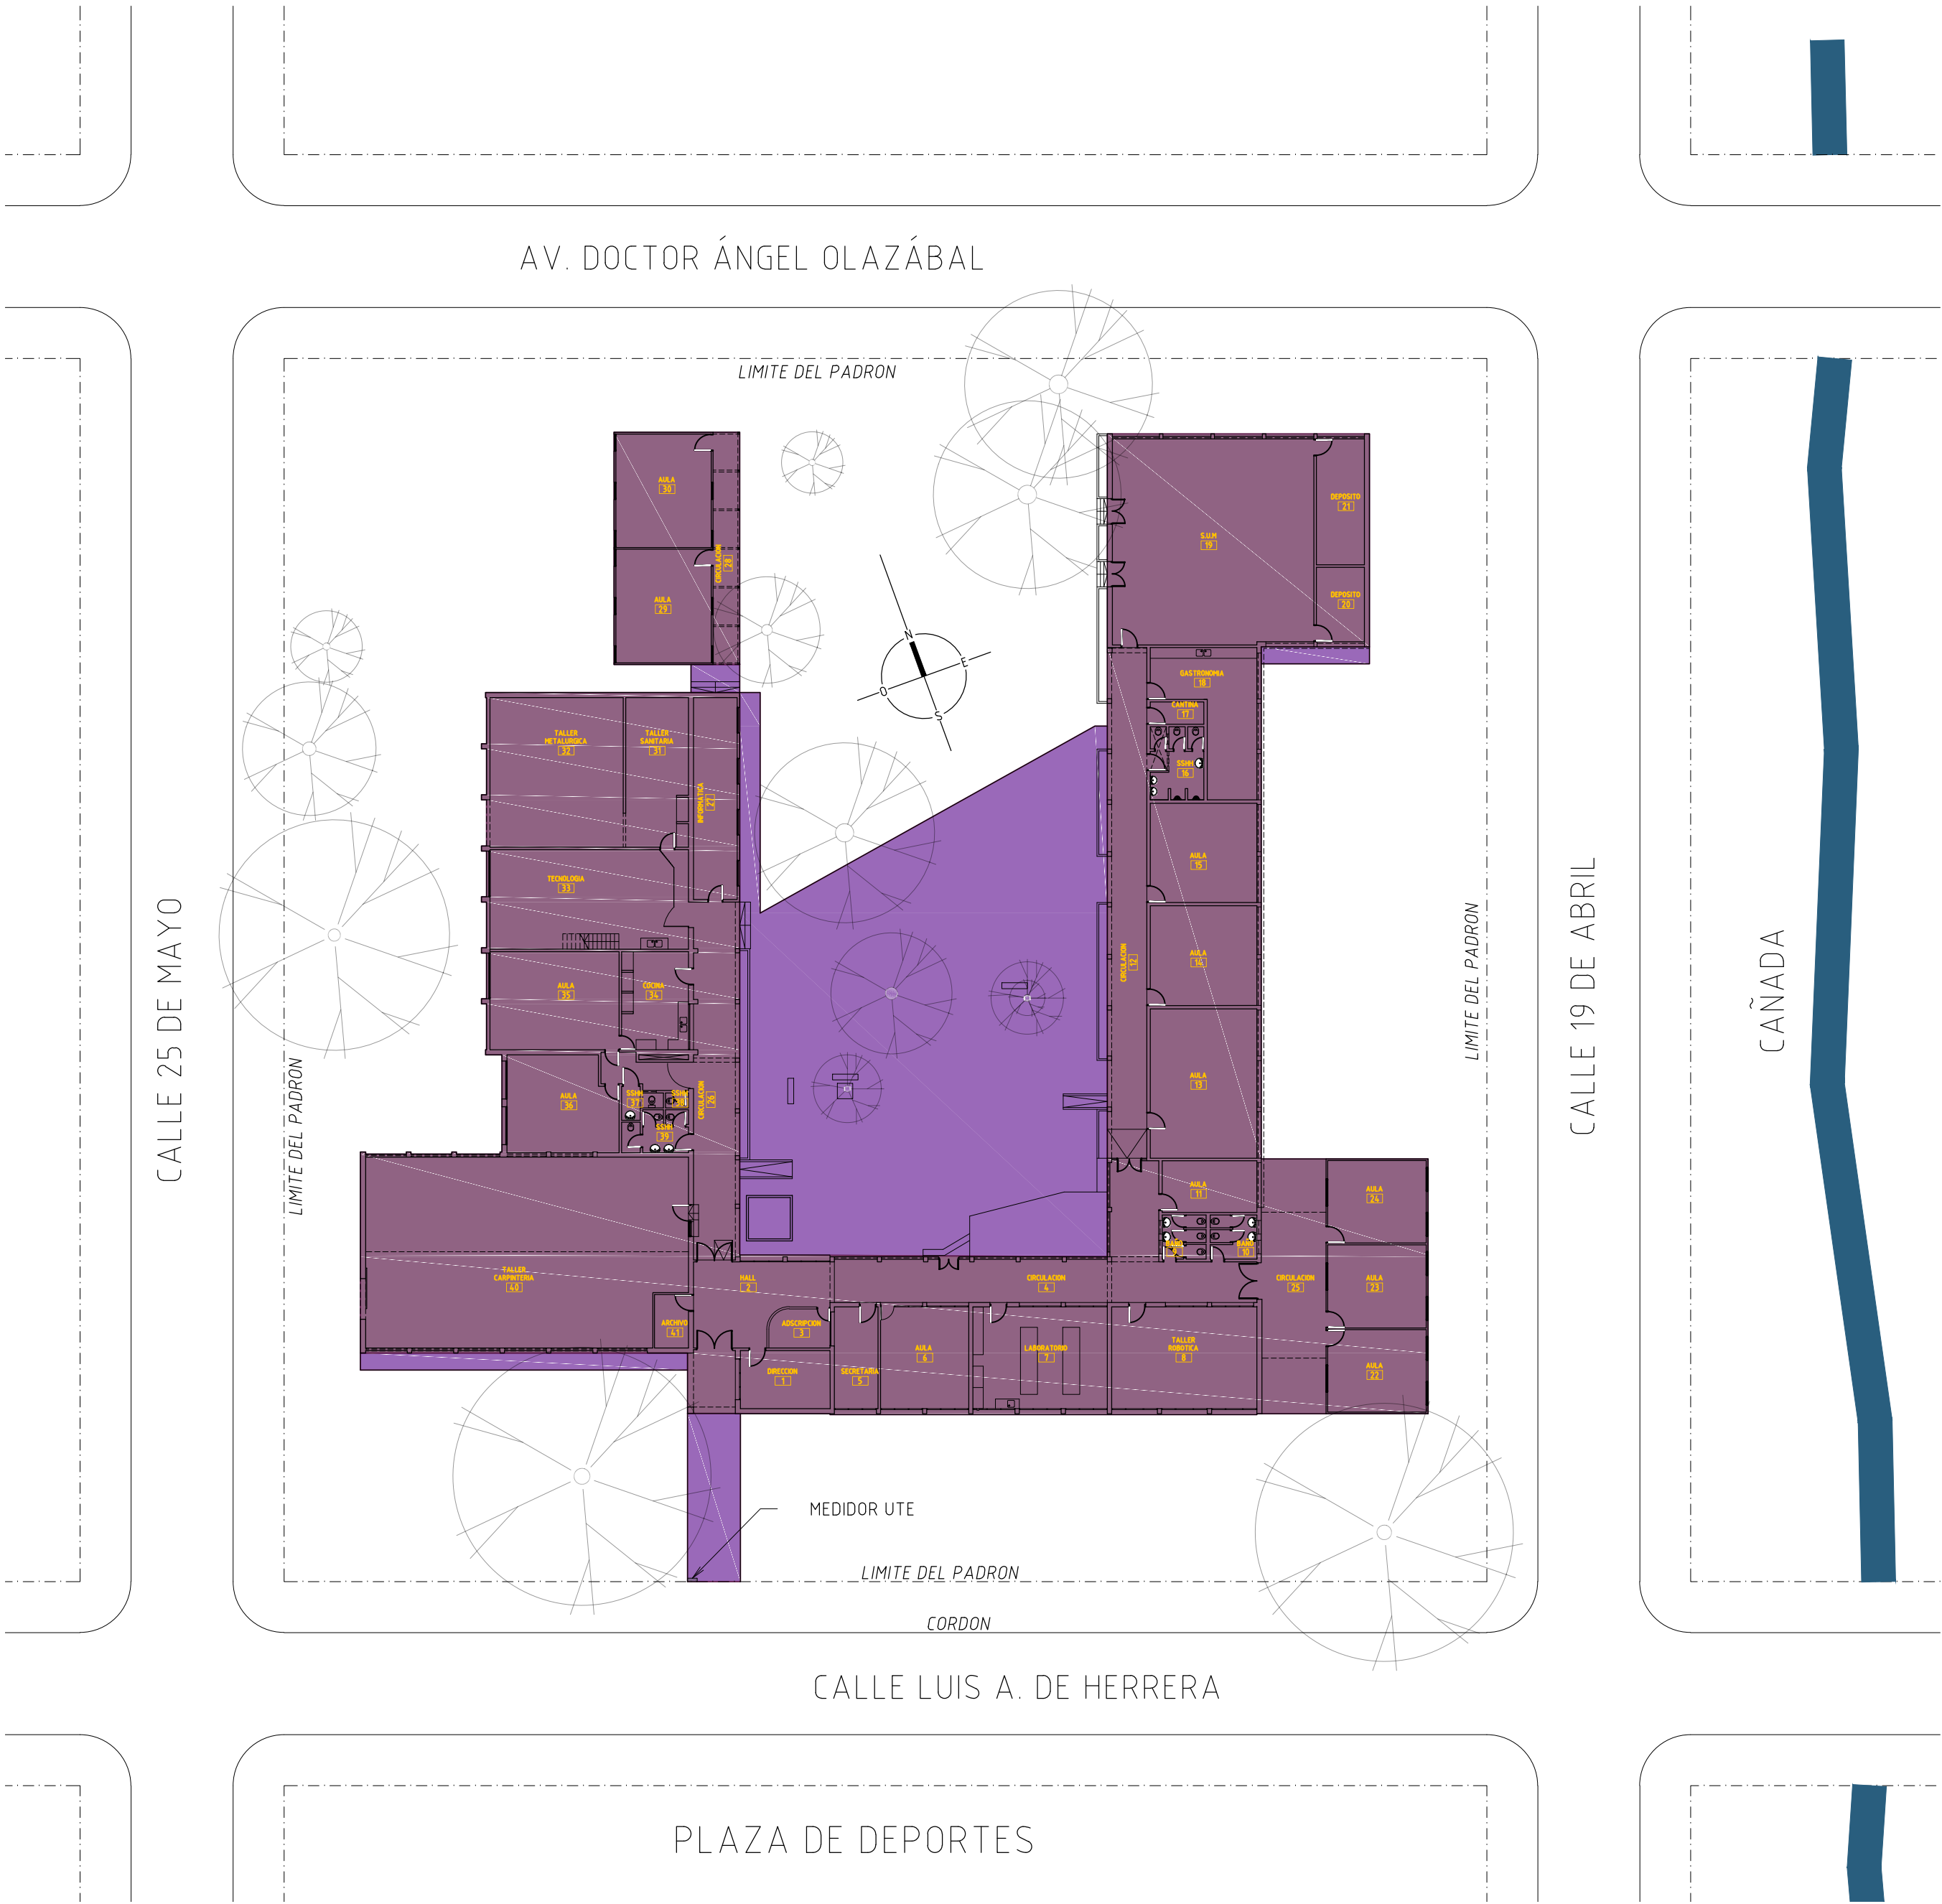 AV. DOCTOR ÁNGEL OLAZÁBAL
LIMITE DEL PADRON
AULA
30
CIRCULACION
28
AULA
29
S.U.M
19
DEPOSITO
21
DEPOSITO
20
N
E
O
S
GASTRONOMIA
18
CANTINA
17
SSHH
16
TALLER
METALURGICA
32
TALLER
SANITARIA
31
INFORMATICA
27
TECNOLOGIA
33
AULA
15
AULA
14
CIRCULACION
12
AULA
13
AULA
35
COCINA
34
AULA
36
SSHH
37
SSHH
38
SSHH
39
CIRCULACION
26
CALLE 25 DE MAYO
LIMITE DEL PADRON
LIMITE DEL PADRON
CALLE 19 DE ABRIL
CAÑADA
AULA
11
AULA
24
BAÑO
9
BAÑO
10
TALLER
CARPINTERIA
40
HALL
2
CIRCULACION
4
CIRCULACION
25
AULA
23
ARCHIVO
41
ADSCRIPCION
3
DIRECCION
1
SECRETARIA
5
AULA
6
LABORATORIO
7
TALLER
ROBOTICA
8
AULA
22
MEDIDOR UTE
LIMITE DEL PADRON
CORDON
CALLE LUIS A. DE HERRERA
PLAZA DE DEPORTES